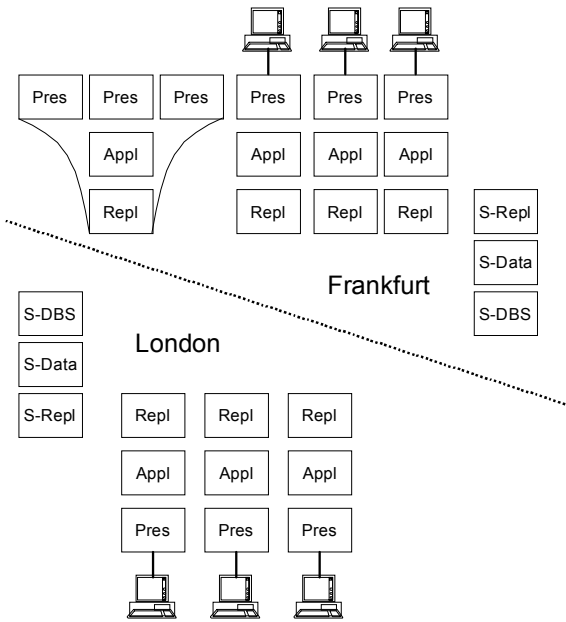 Pres Pres Pres Pres Pres Pres
Appl Appl Appl Appl
Repl Repl Repl Repl S-Repl
S-Data
Frankfurt
S-DBS S-DBS
London
S-Data
S-Repl Repl Repl Repl
Appl Appl Appl
Pres Pres Pres